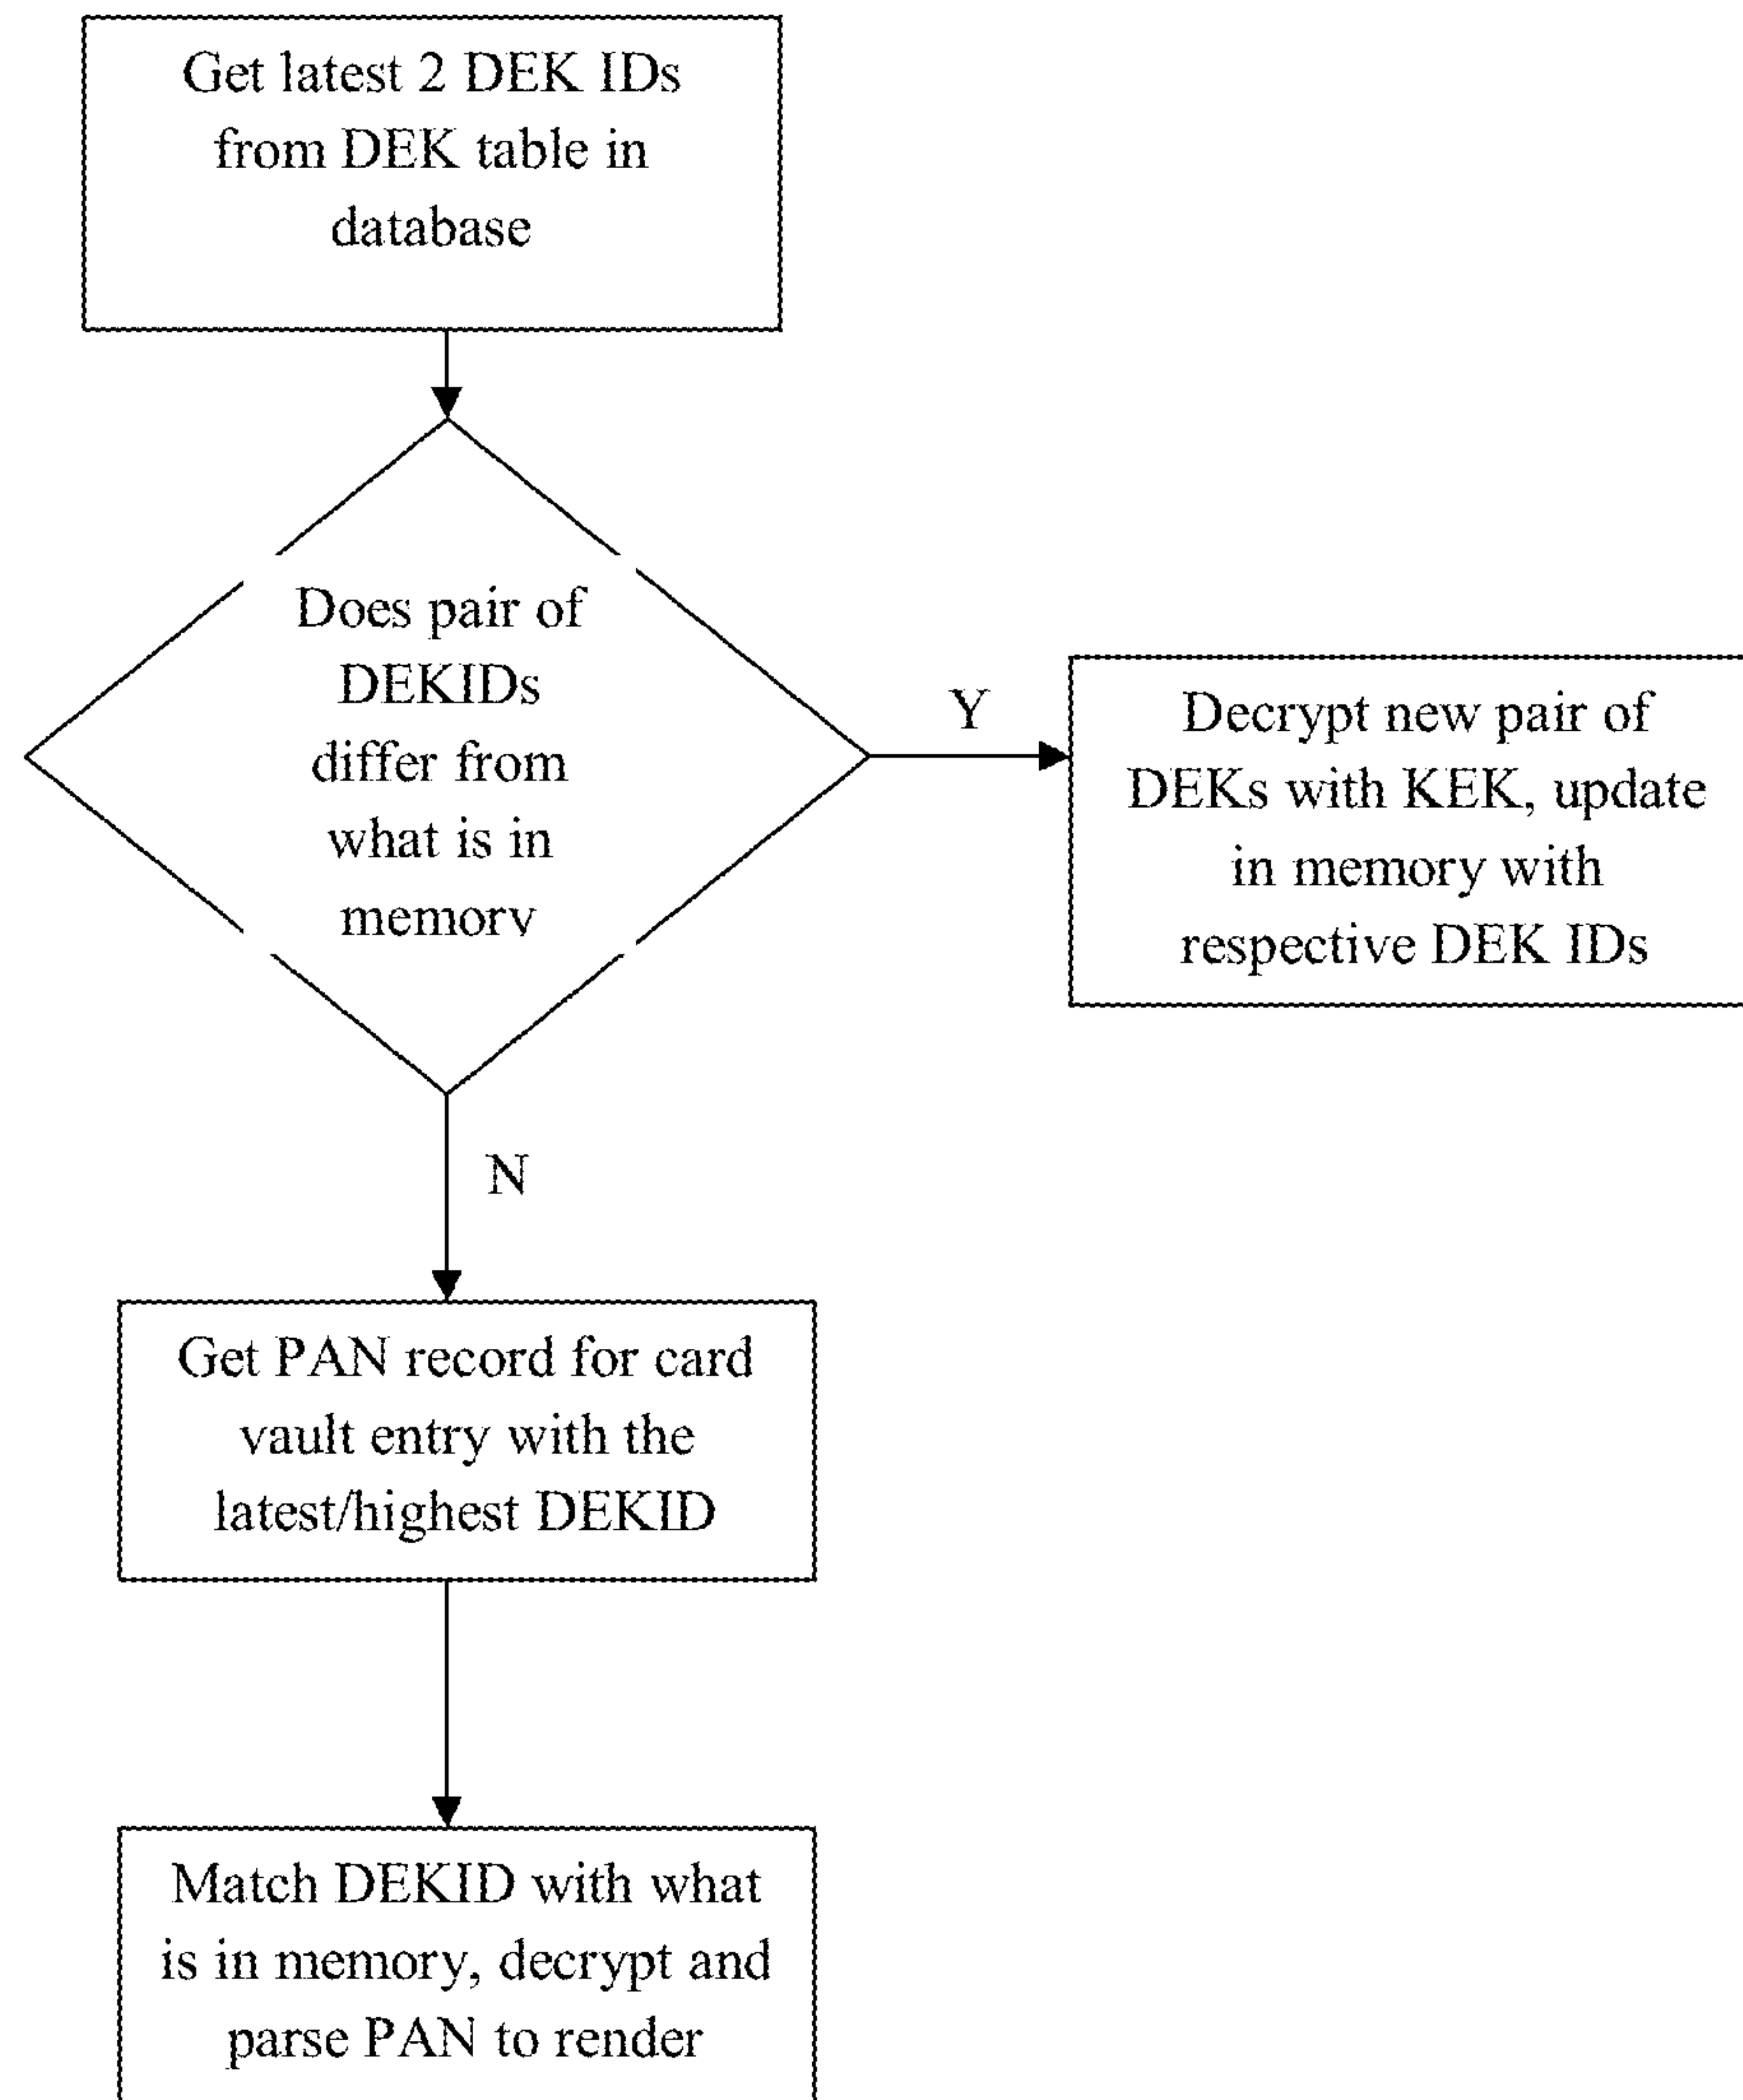 Get latest 2 DEK IDs
from DEK table in
database
Does pair of
DEKIDs
differ from
what is in
memory
Y
Decrypt new pair of
DEKs with KEK, update
in memory with
respective DEK IDs
N
Get PAN record for card
vault entry with the
latest/highest DEKID
Match DEKID with what
is in memory, decrypt and
parse PAN to render